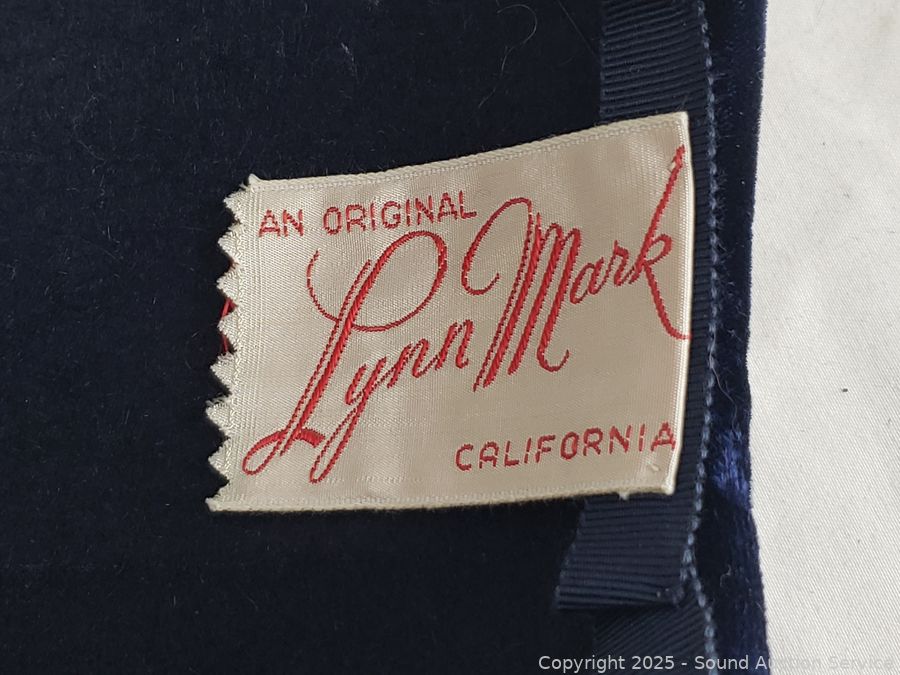 AN ORIGINAL
Lynn Mark
CALIFORNIA
Copyright 2025 - Sound Auction Service